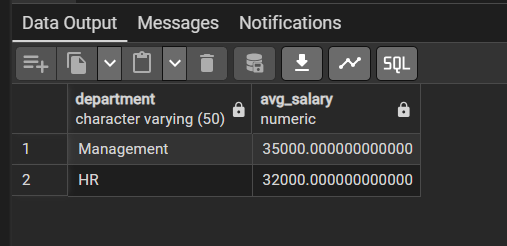 Data Output Messages Notifications
SQL
department avg_salary
character varying (50) numeric
1 Management 35000.000000000000
2 HR 32000.000000000000